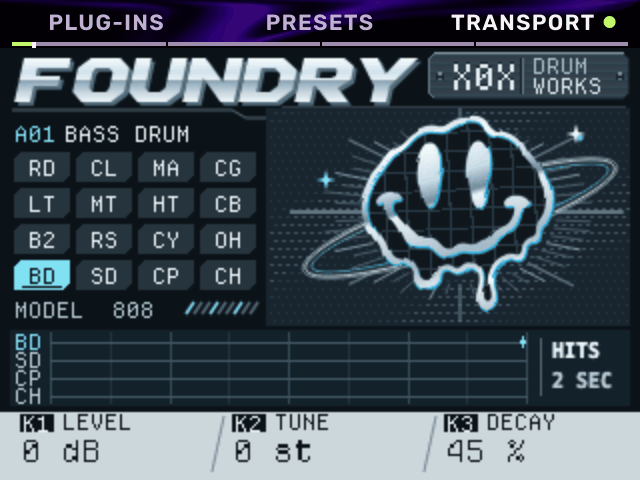 PLUG-INS PRESETS TRANSPORT
FOUNDRY
X0X DRUM WORKS
A01 BASS DRUM
RD CL MA CG
LT MT HT CB
B2 RS CY OH
BD SD CP CH
MODEL 808
BD
SD
CP
CH
HITS
2 SEC
K1 LEVEL K2 TUNE K3 DECAY
0 dB 0 st 45 %